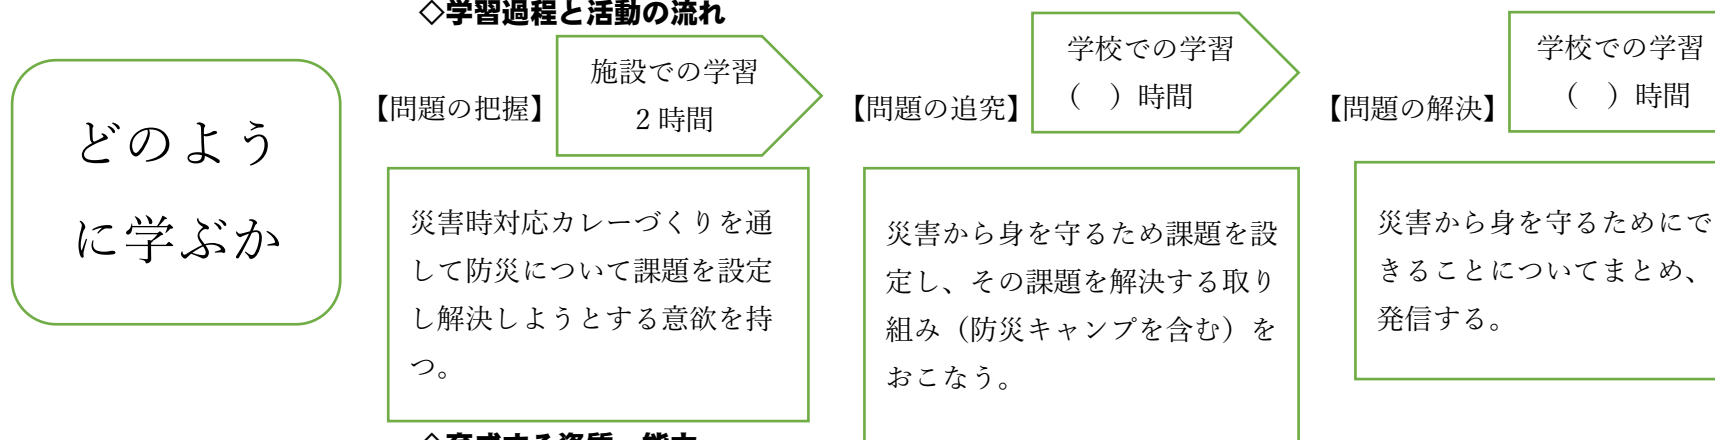 ◇学習過程と活動の流れ
どのよう
に学ぶか
【問題の把握】
施設での学習
2 時間
災害時対応カレーづくりを通
して防災について課題を設定
し解決しようとする意欲を持
つ。
【問題の追究】
学校での学習
（　）時間
災害から身を守るため課題を設
定し、その課題を解決する取り
組み（防災キャンプを含む）を
おこなう。
【問題の解決】
学校での学習
（　）時間
災害から身を守るためにで
きることについてまとめ、
発信する。
◇育成する資質・能力